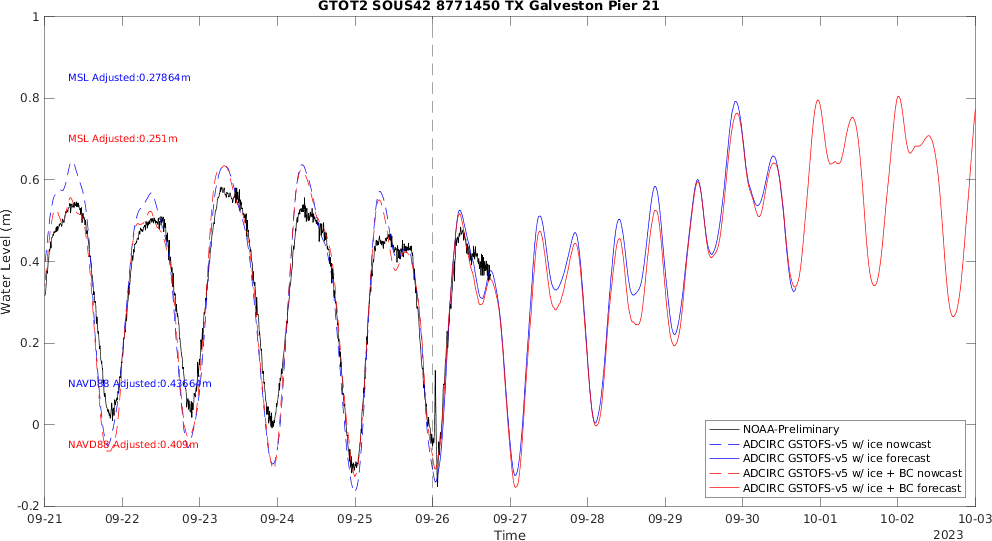 GTOT2 SOUS42 8771450 TX Galveston Pier 21
1
0.8
0.6
0.4
0.2
0
-0.2
Water Level (m)
MSL Adjusted:0.27864m
MSL Adjusted:0.251m
NAVD88 Adjusted:0.43664m
NAVD88 Adjusted:0.409m
NOAA-Preliminary
ADCIRC GSTOFS-v5 w/ ice nowcast
ADCIRC GSTOFS-v5 w/ ice forecast
ADCIRC GSTOFS-v5 w/ ice + BC nowcast
ADCIRC GSTOFS-v5 w/ ice + BC forecast
09-21 09-22 09-23 09-24 09-25 09-26 09-27 09-28 09-29 09-30 10-01 10-02 10-03
Time
2023